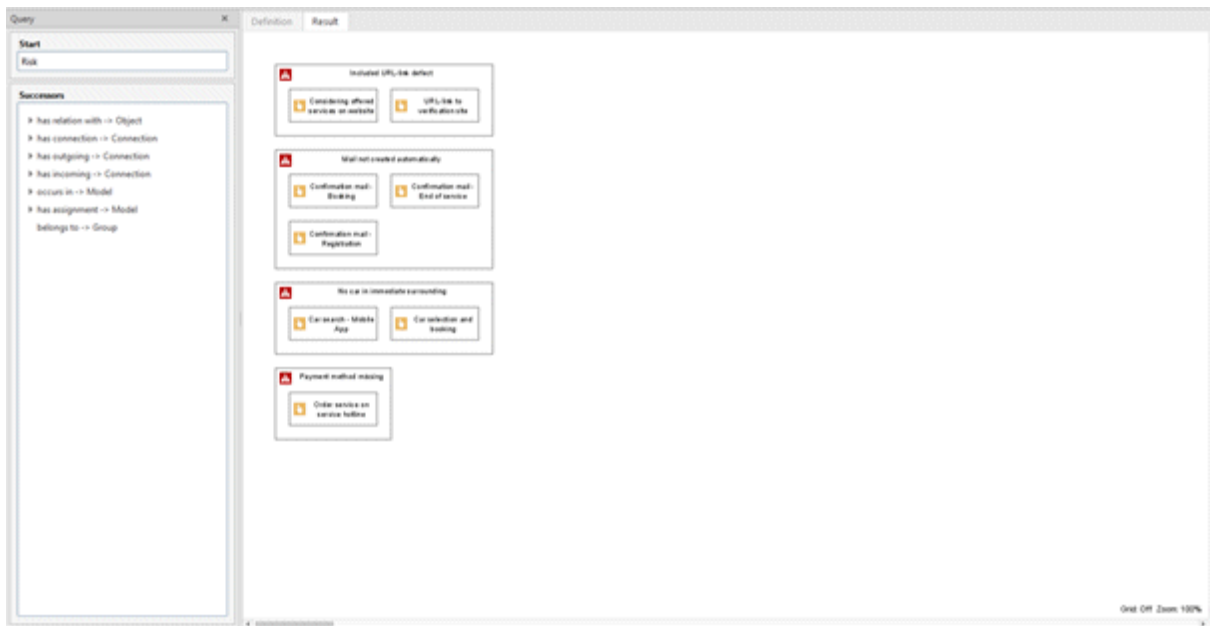 Query
Start
Risk
Successors
has relation with -> Object
has connection -> Connection
has outgoing -> Connection
has incoming -> Connection
occurs in -> Model
has assignment -> Model
belongs to -> Group
Definition Result
Included URL-link defect
Considering offered
services on website
URL-link to
verification site
Mail not created automatically
Confirmation mail -
Booking
Confirmation mail -
End of service
Confirmation mail -
Registration
No car in immediate surrounding
Car search - Mobile
App
Car selection and
booking
Payment method missing
Order service on
service hotline
Grid: Off Zoom: 100%